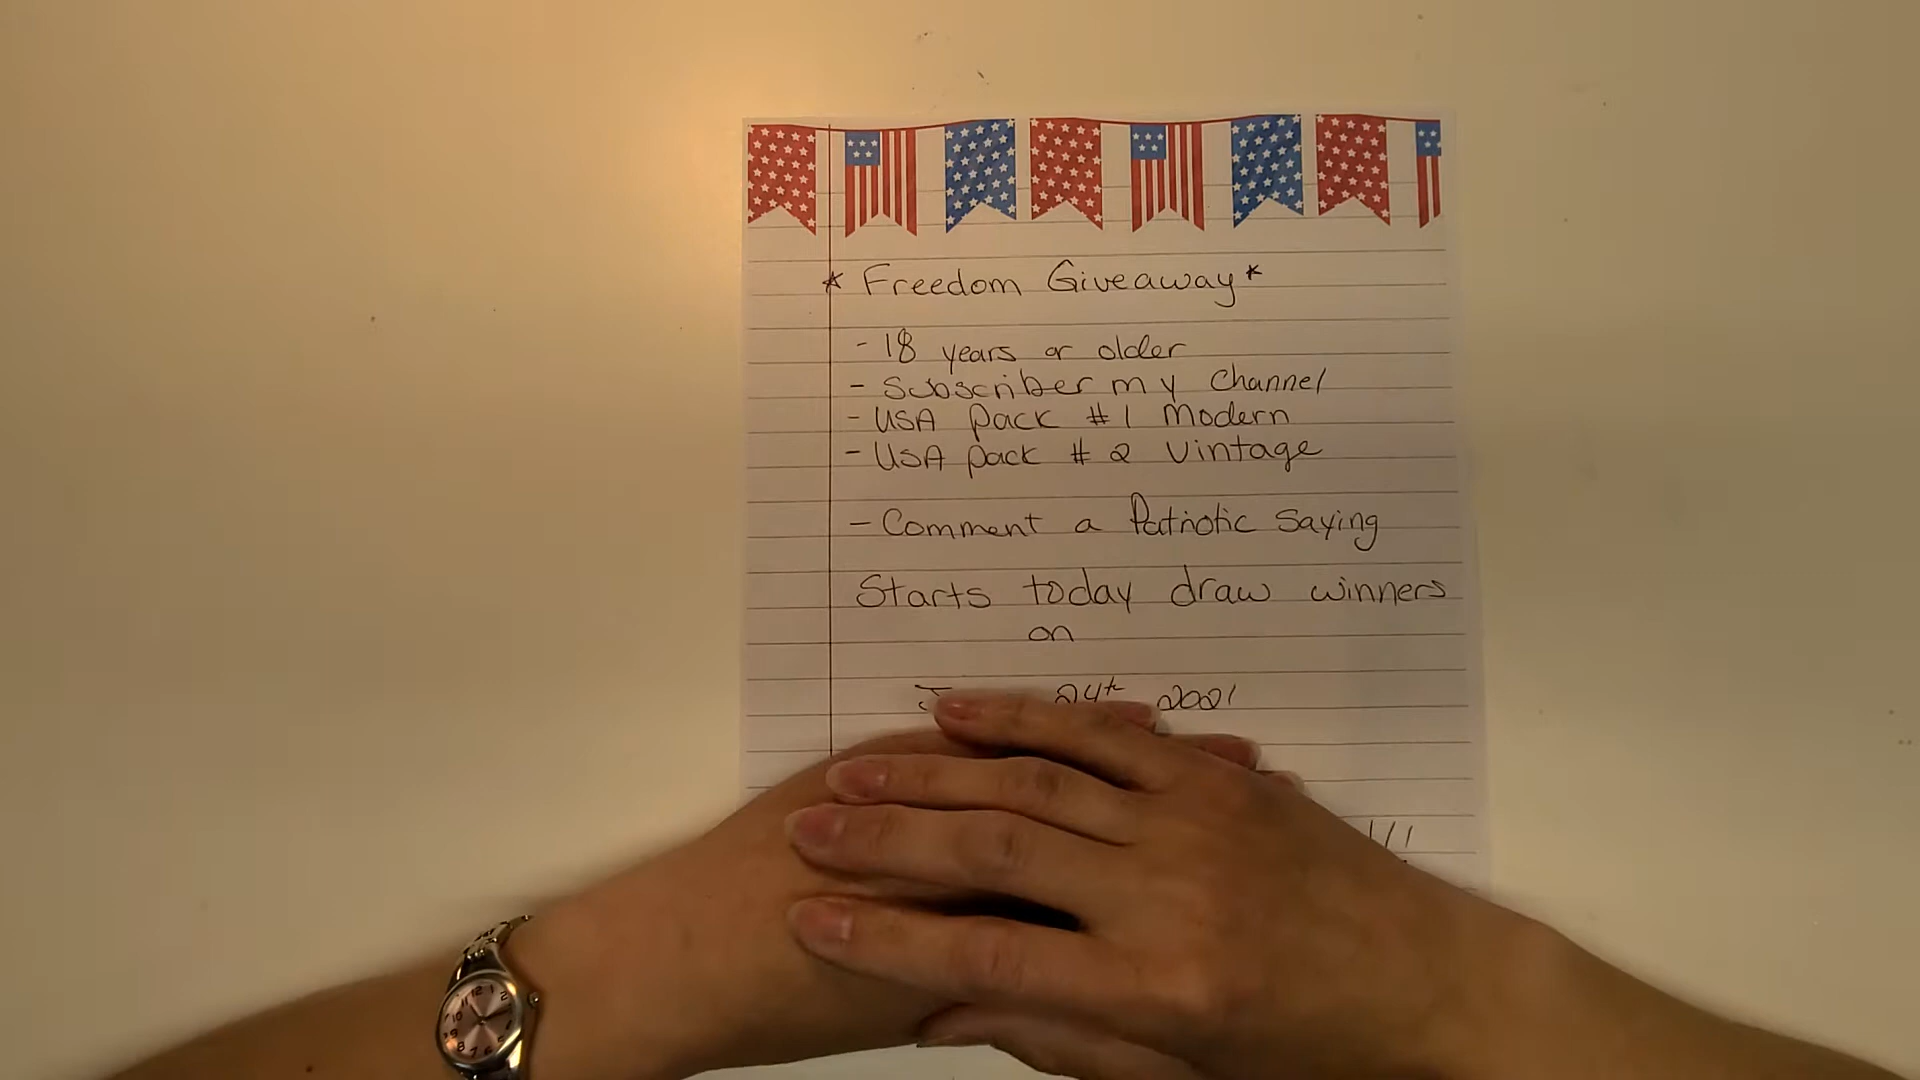 * Freedom Giveaway *
- 18 years or older
- Subscriber my Channel
- USA pack #1 Modern
- USA pack #2 Vintage
- Comment a Patriotic Saying
Starts today draw winners
on
24th 2021